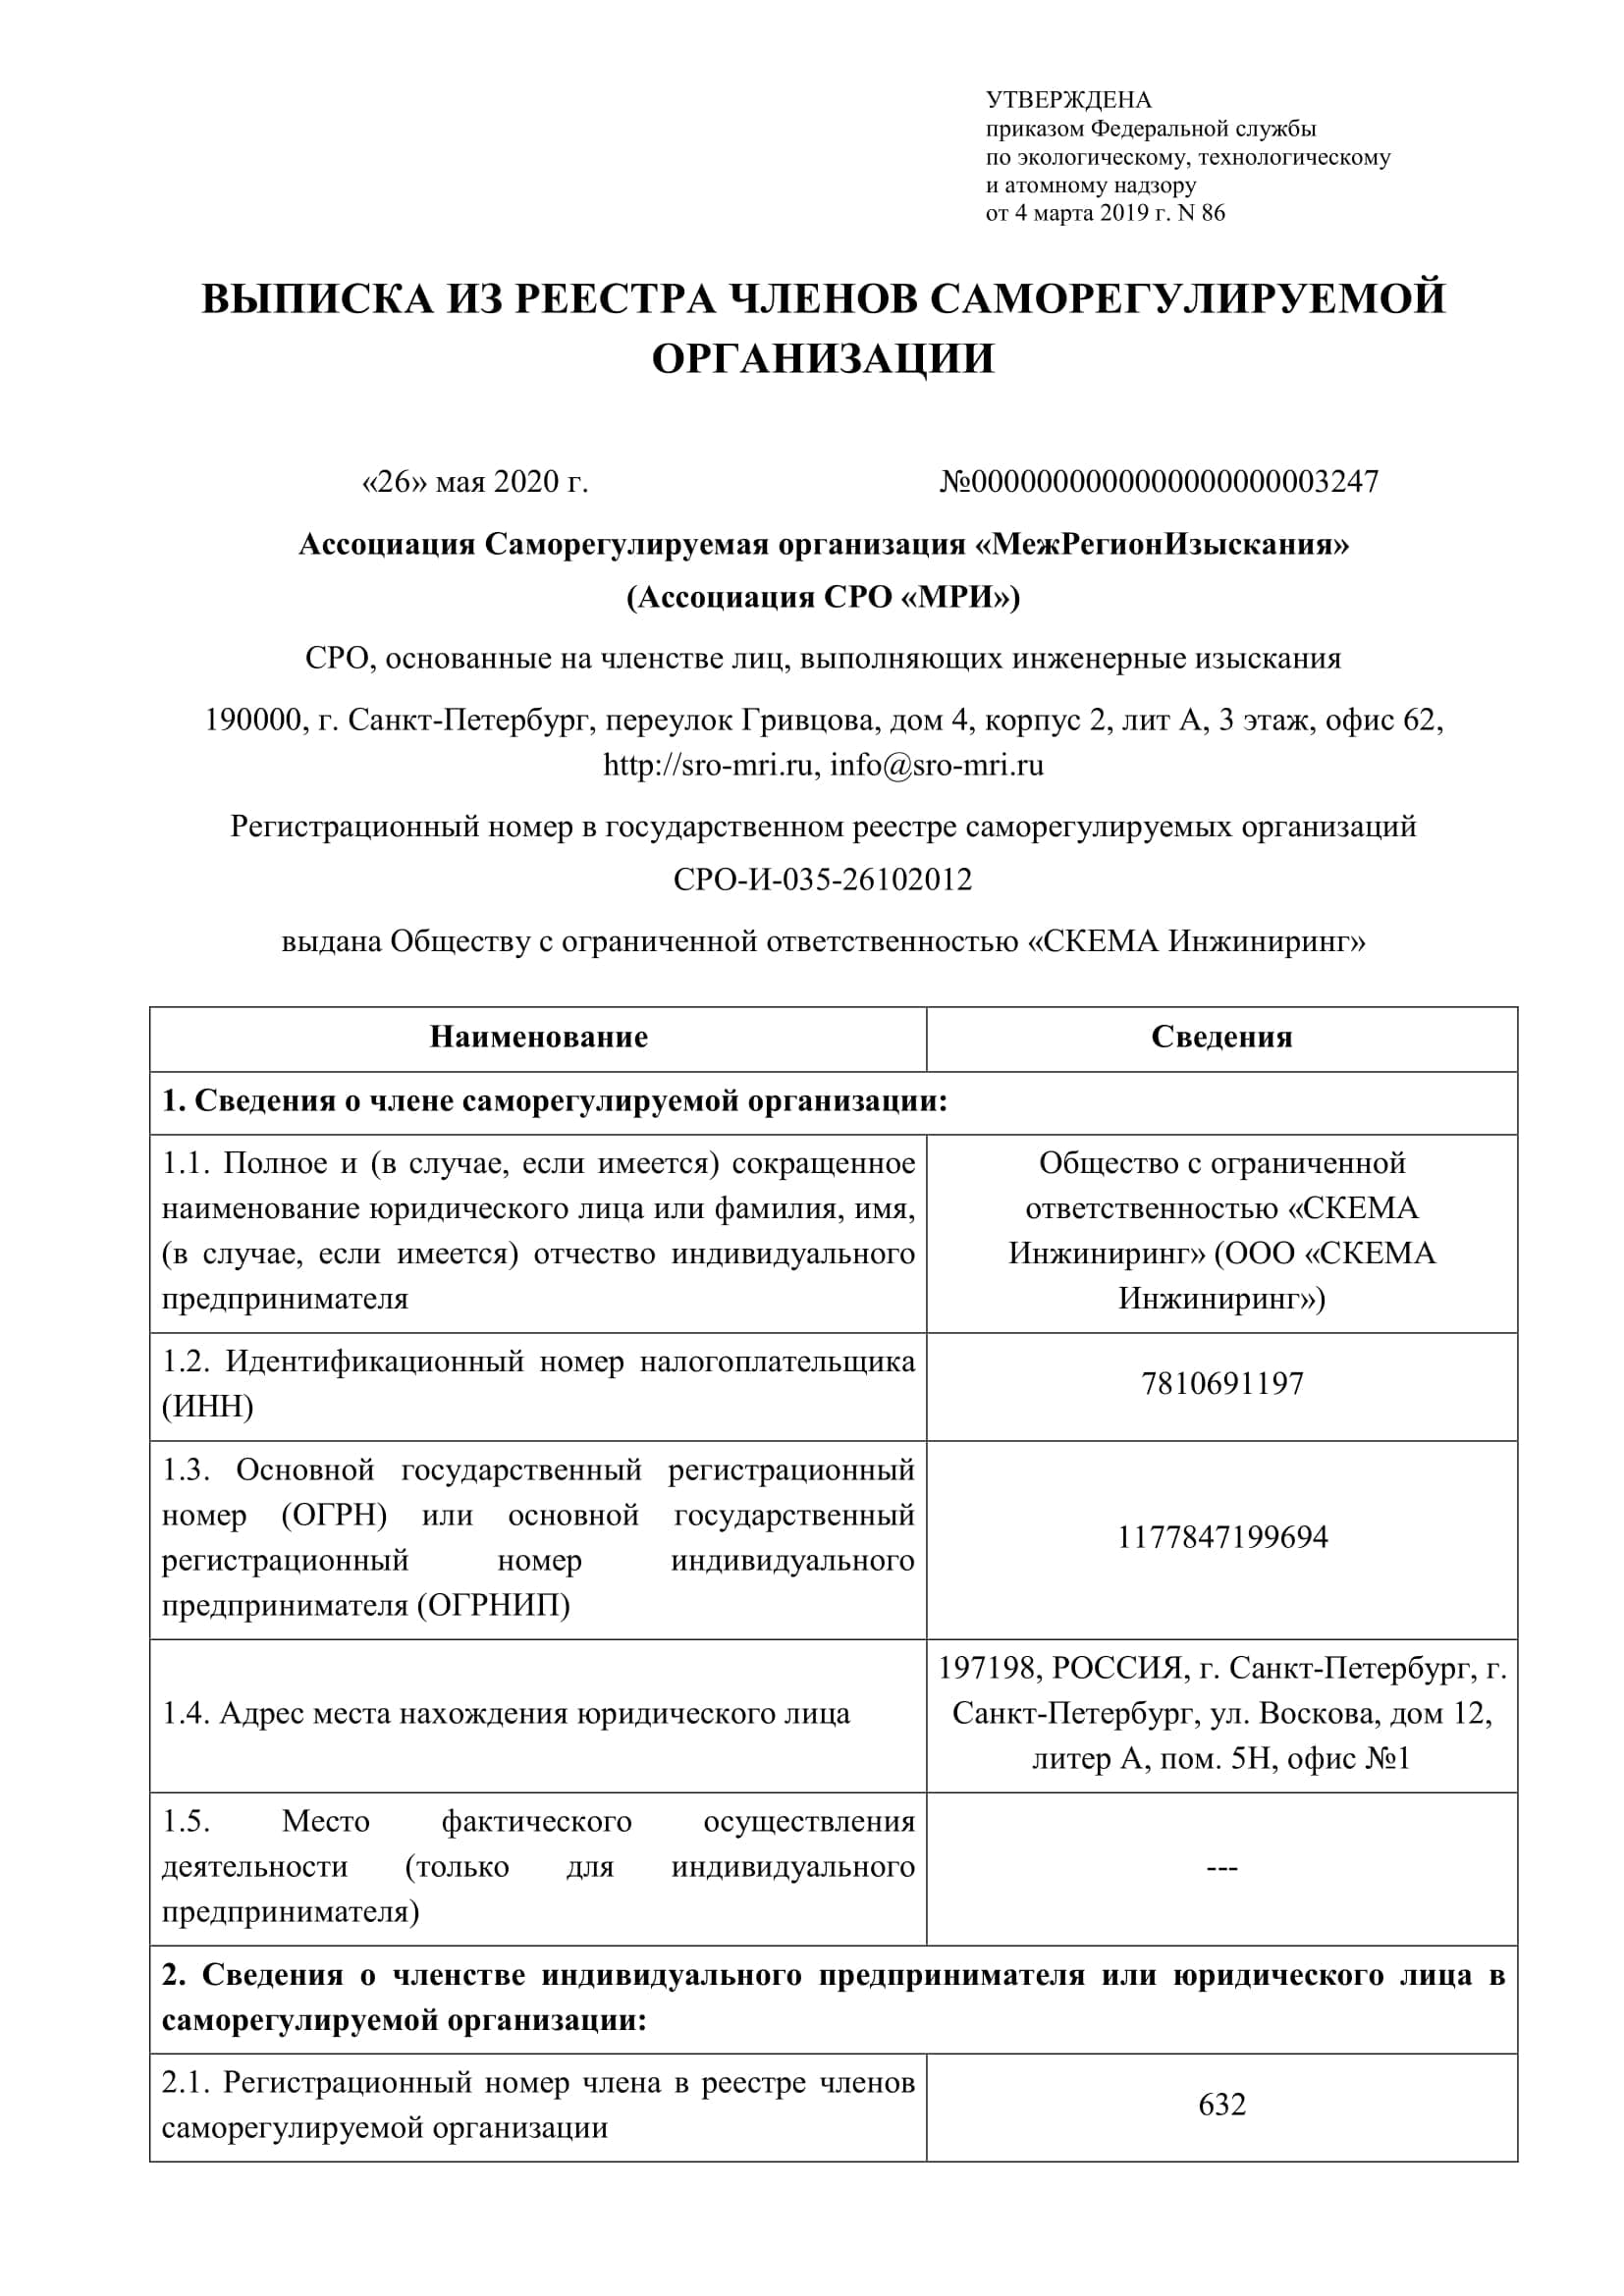 УТВЕРЖДЕНА
приказом Федеральной службы
по экологическому, технологическому
и атомному надзору
от 4 марта 2019 г. N 86
ВЫПИСКА ИЗ РЕЕСТРА ЧЛЕНОВ САМОРЕГУЛИРУЕМОЙ
ОРГАНИЗАЦИИ
«26» мая 2020 г. №0000000000000000000003247
Ассоциация Саморегулируемая организация «МежРегионИзыскания»
(Ассоциация СРО «МРИ»)
СРО, основанные на членстве лиц, выполняющих инженерные изыскания
190000, г. Санкт-Петербург, переулок Гривцова, дом 4, корпус 2, лит А, 3 этаж, офис 62,
http://sro-mri.ru, info@sro-mri.ru
Регистрационный номер в государственном реестре саморегулируемых организаций
СРО-И-035-26102012
выдана Обществу с ограниченной ответственностью «СКЕМА Инжиниринг»
Наименование Сведения
1. Сведения о члене саморегулируемой организации:
1.1. Полное и (в случае, если имеется) сокращенное
наименование юридического лица или фамилия, имя,
(в случае, если имеется) отчество индивидуального
предпринимателя
Общество с ограниченной
ответственностью «СКЕМА
Инжиниринг» (ООО «СКЕМА
Инжиниринг»)
1.2. Идентификационный номер налогоплательщика
(ИНН)
7810691197
1.3. Основной государственный регистрационный
номер (ОГРН) или основной государственный
регистрационный номер индивидуального
предпринимателя (ОГРНИП)
1177847199694
1.4. Адрес места нахождения юридического лица
197198, РОССИЯ, г. Санкт-Петербург, г.
Санкт-Петербург, ул. Воскова, дом 12,
литер А, пом. 5Н, офис №1
1.5. Место фактического осуществления
деятельности (только для индивидуального
предпринимателя)
---
2. Сведения о членстве индивидуального предпринимателя или юридического лица в
саморегулируемой организации:
2.1. Регистрационный номер члена в реестре членов
саморегулируемой организации
632